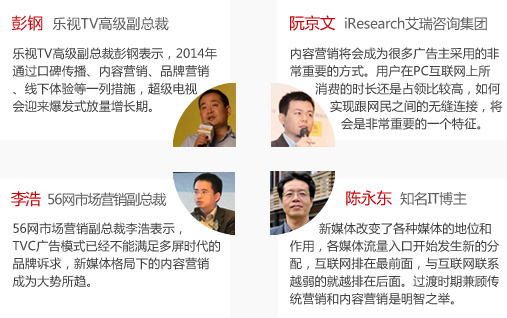 彭钢 乐视TV高级副总裁
乐视TV高级副总裁彭钢表示，2014年
通过口碑传播、内容营销、品牌营销
、线下体验等一列措施，超级电视
会迎来爆发式放量增长期。
阮京文 iResearch艾瑞咨询集团
内容营销将会成为很多广告主采用的非
常重要的方式。用户在PC互联网上所
消费的时长还是占领比较高，如何
实现跟网民之间的无缝连接，将
会是非常重要的一个特征。
李浩 56网市场营销副总裁
56网市场营销副总裁李浩表示，
TVC广告模式已经不能满足多屏时代的
品牌诉求，新媒体格局下的内容营销
成为大势所趋。
陈永东 知名IT博主
新媒体改变了各种媒体的地位和
作用，各媒体流量入口开始发生新的分
配，互联网排在最前面，与互联网联系
越弱的就越排在后面。过渡时期兼顾传
统营销和内容营销是明智之举。